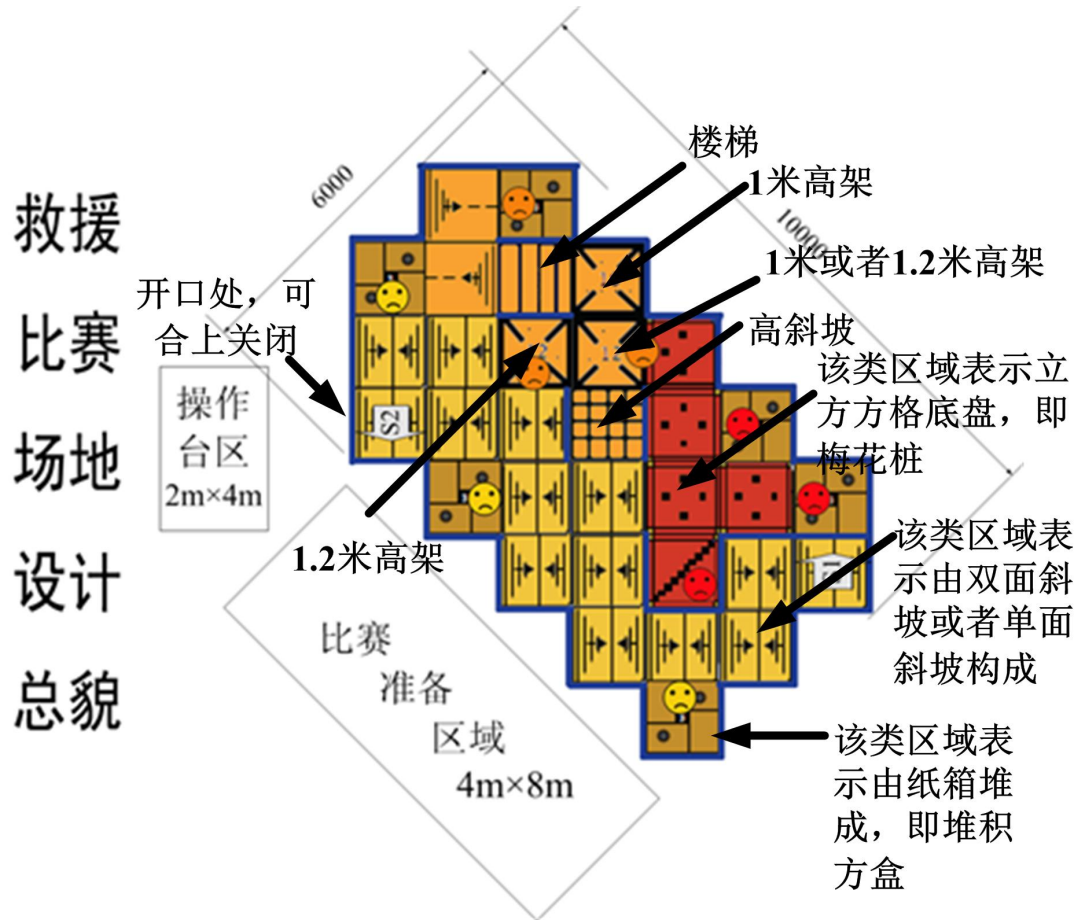 救援
比赛
场地
设计
总貌
6000
10000
楼梯
1米高架
1米或者1.2米高架
高斜坡
开口处，可
合上关闭
操作
台区
2m×4m
S2
该类区域表示立
方方格底盘，即
梅花桩
1.2米高架
该类区域表
示由双面斜
坡或者单面
斜坡构成
比赛
准备
区域
4m×8m
该类区域表
示由纸箱堆
成，即堆积
方盒